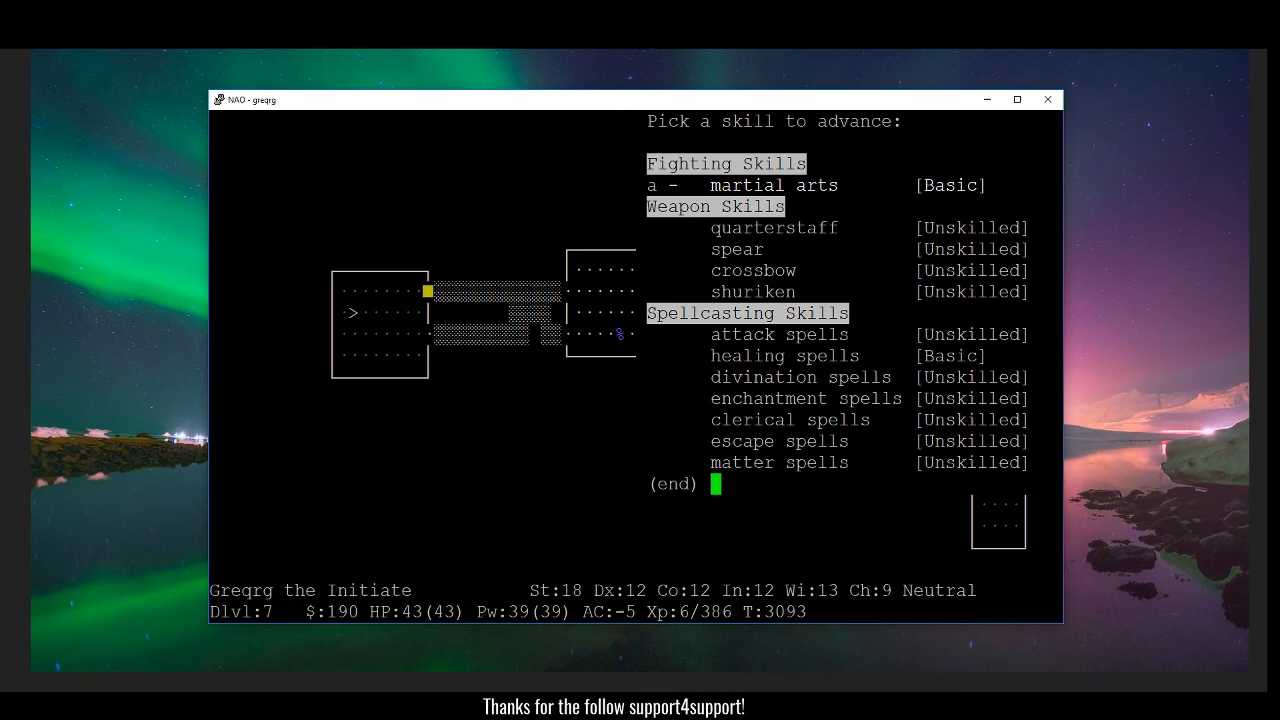 NAO - greqrg
Pick a skill to advance:
Fighting Skills
a - martial arts [Basic]
Weapon Skills
quarterstaff [Unskilled]
spear [Unskilled]
crossbow [Unskilled]
shuriken [Unskilled]
Spellcasting Skills
attack spells [Unskilled]
healing spells [Basic]
divination spells [Unskilled]
enchantment spells [Unskilled]
clerical spells [Unskilled]
escape spells [Unskilled]
matter spells [Unskilled]
(end)
Greqrg the Initiate St:18 Dx:12 Co:12 In:12 Wi:13 Ch:9 Neutral
Dlvl:7 $:190 HP:43(43) Pw:39(39) AC:-5 Xp:6/386 T:3093
Thanks for the follow support4support!